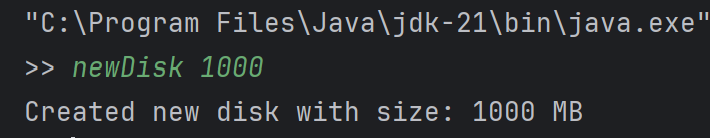 "C:\Program Files\Java\jdk-21\bin\java.exe"
>> newDisk 1000
Created new disk with size: 1000 MB